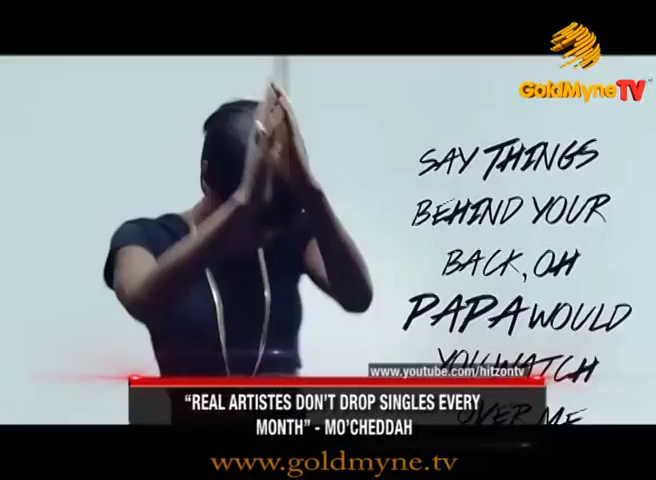 GoldMyneTV
SAY THINGS
BEHIND YOUR
BACK, OH
PAPA WOULD
YOU WATCH
OVER ME
www.youtube.com/hitzontv
"REAL ARTISTES DON'T DROP SINGLES EVERY
MONTH" - MO'CHEDDAH
www.goldmyne.tv